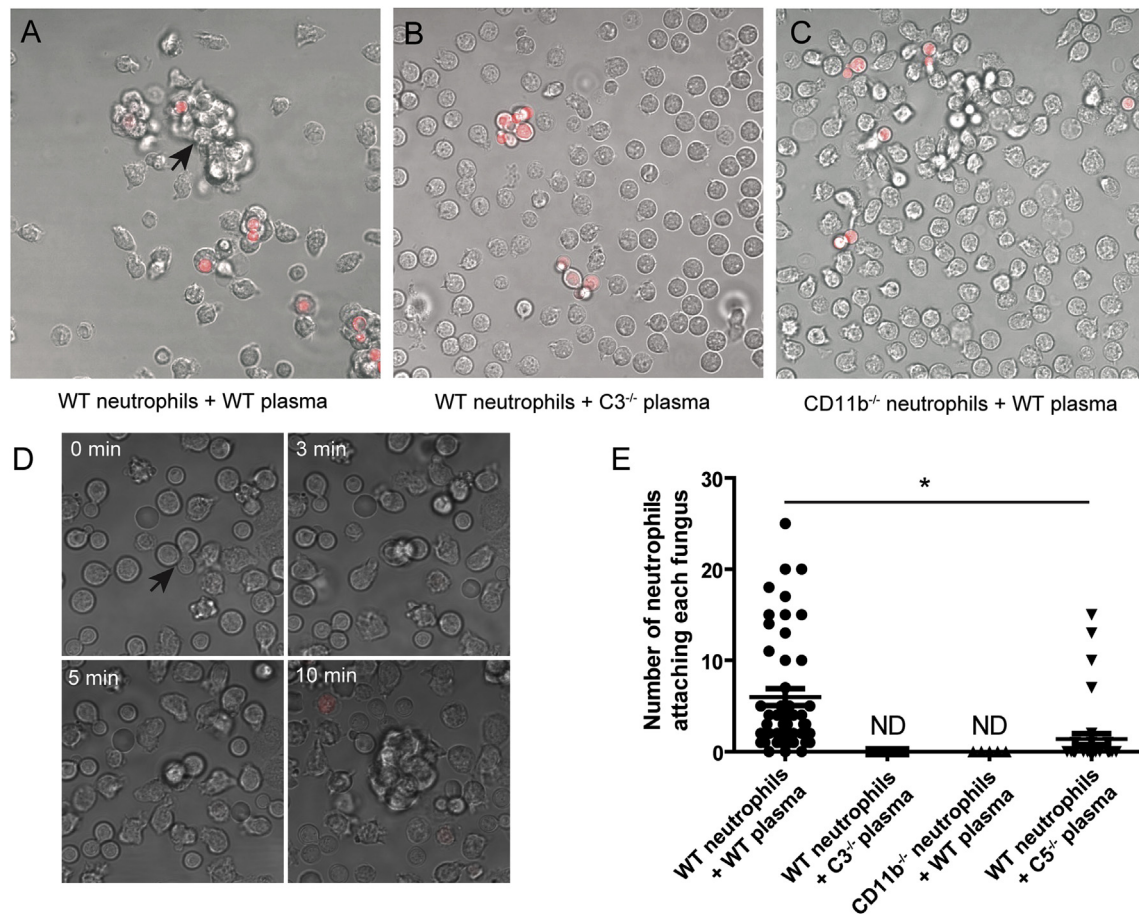 A
B
C
WT neutrophils + WT plasma
WT neutrophils + C3-/- plasma
CD11b-/- neutrophils + WT plasma
D
0 min
3 min
5 min
10 min
E
Number of neutrophils
attaching each fungus
30
20
10
0
*
ND
ND
WT neutrophils
+ WT plasma
WT neutrophils
+ C3-/- plasma
CD11b-/- neutrophils
+ WT plasma
WT neutrophils
+ C5-/- plasma